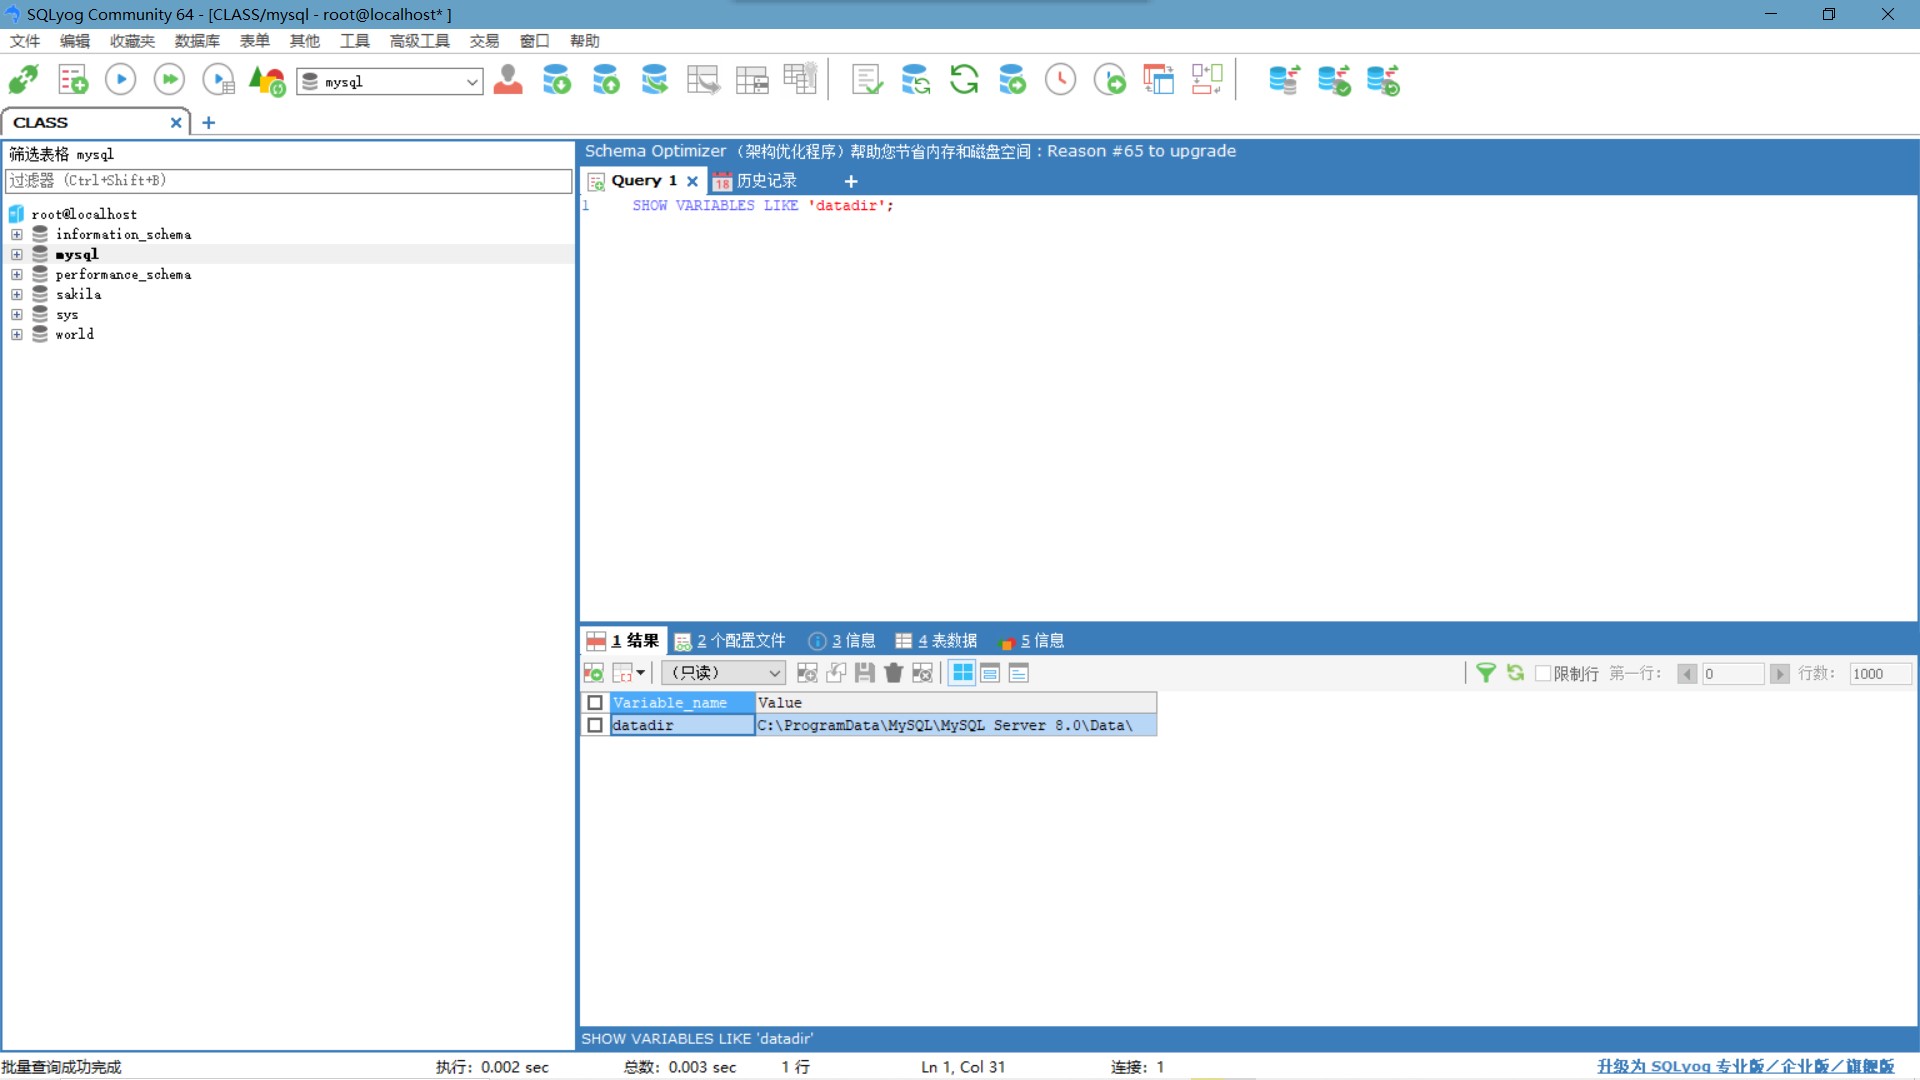 SQLyog Community 64 - [CLASS/mysql - root@localhost* ]
文件 编辑 收藏夹 数据库 表单 其他 工具 高级工具 交易 窗口 帮助
mysql
CLASS
筛选表格 mysql
过滤器 (Ctrl+Shift+B)
root@localhost
information_schema
mysql
performance_schema
sakila
sys
world
Schema Optimizer（架构优化程序）帮助您节省内存和磁盘空间 : Reason #65 to upgrade
Query 1 18 历史记录
1 SHOW VARIABLES LIKE 'datadir';
1 结果 2 个配置文件 3 信息 4 表数据 5 信息
（只读） 限制行 第一行: 0 行数: 1000
Variable_name Value
datadir C:\ProgramData\MySQL\MySQL Server 8.0\Data\
SHOW VARIABLES LIKE 'datadir'
批量查询成功完成 执行: 0.002 sec 总数: 0.003 sec 1 行 Ln 1, Col 31 连接: 1 升级为 SQLyog 专业版/企业版/旗舰版